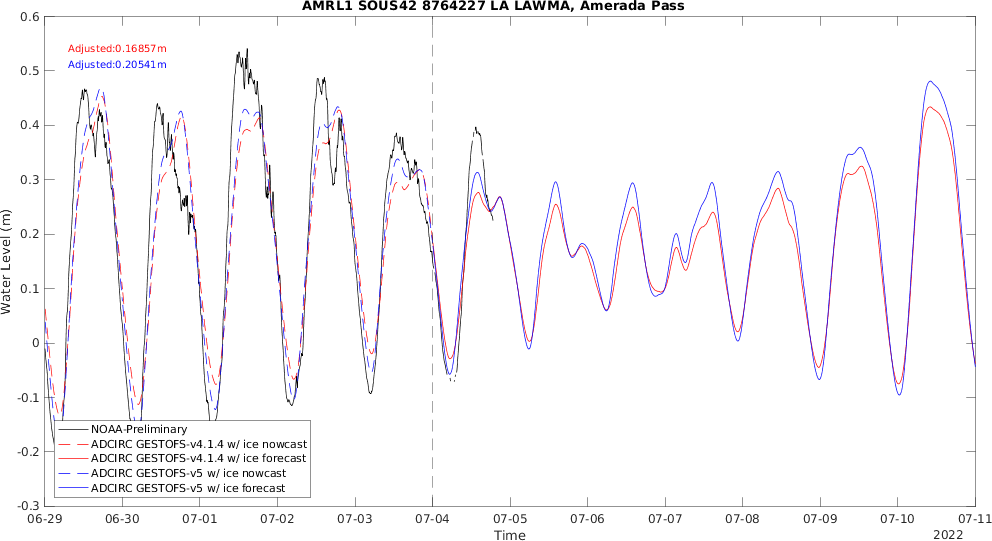 AMRL1 SOUS42 8764227 LA LAWMA, Amerada Pass
Adjusted:0.16857m
Adjusted:0.20541m
0.6
0.5
0.4
0.3
0.2
0.1
0
-0.1
-0.2
-0.3
Water Level (m)
NOAA-Preliminary
ADCIRC GESTOFS-v4.1.4 w/ ice nowcast
ADCIRC GESTOFS-v4.1.4 w/ ice forecast
ADCIRC GESTOFS-v5 w/ ice nowcast
ADCIRC GESTOFS-v5 w/ ice forecast
06-29 06-30 07-01 07-02 07-03 07-04 07-05 07-06 07-07 07-08 07-09 07-10 07-11
Time
2022